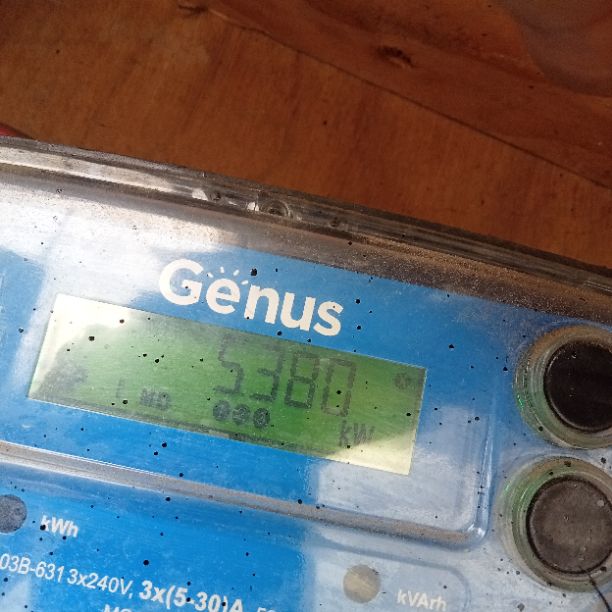 Genus
5380
MD
kW
kWh
03B-631 3x240V, 3x(5-30)A,
kVArh